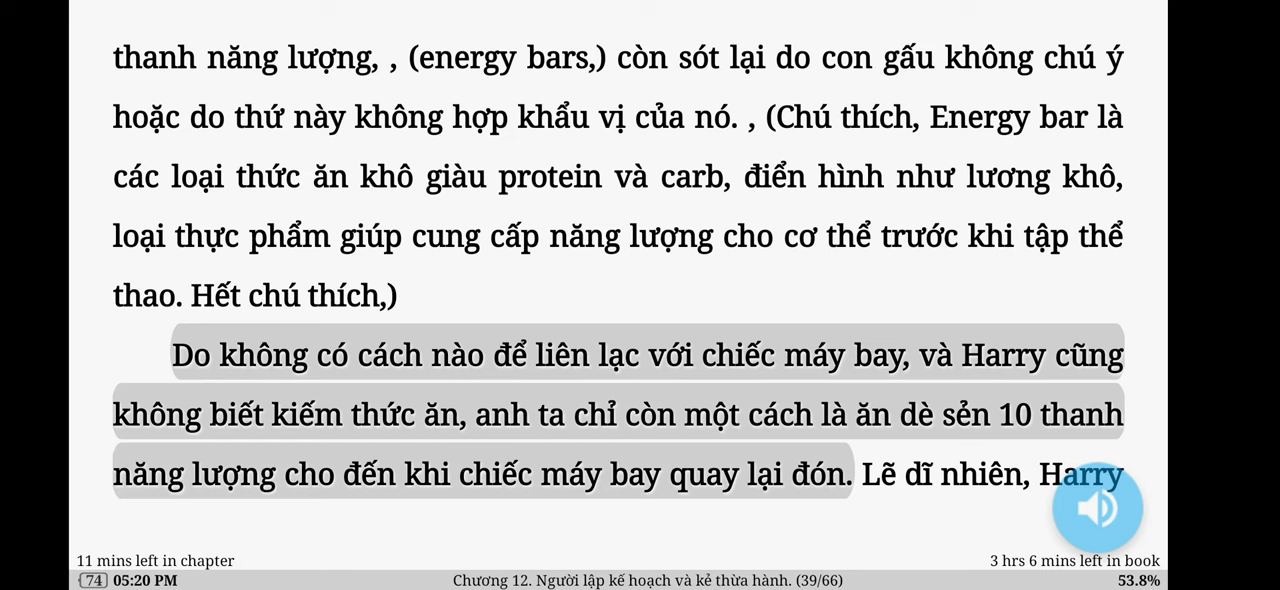 thanh năng lượng, , (energy bars,) còn sót lại do con gấu không chú ý
hoặc do thứ này không hợp khẩu vị của nó. , (Chú thích, Energy bar là
các loại thức ăn khô giàu protein và carb, điển hình như lương khô,
loại thực phẩm giúp cung cấp năng lượng cho cơ thể trước khi tập thể
thao. Hết chú thích,)
Do không có cách nào để liên lạc với chiếc máy bay, và Harry cũng
không biết kiếm thức ăn, anh ta chỉ còn một cách là ăn dè sẻn 10 thanh
năng lượng cho đến khi chiếc máy bay quay lại đón. Lẽ dĩ nhiên, Harry
11 mins left in chapter
3 hrs 6 mins left in book
74 05:20 PM
Chương 12. Người lập kế hoạch và kẻ thừa hành. (39/66)
53.8%